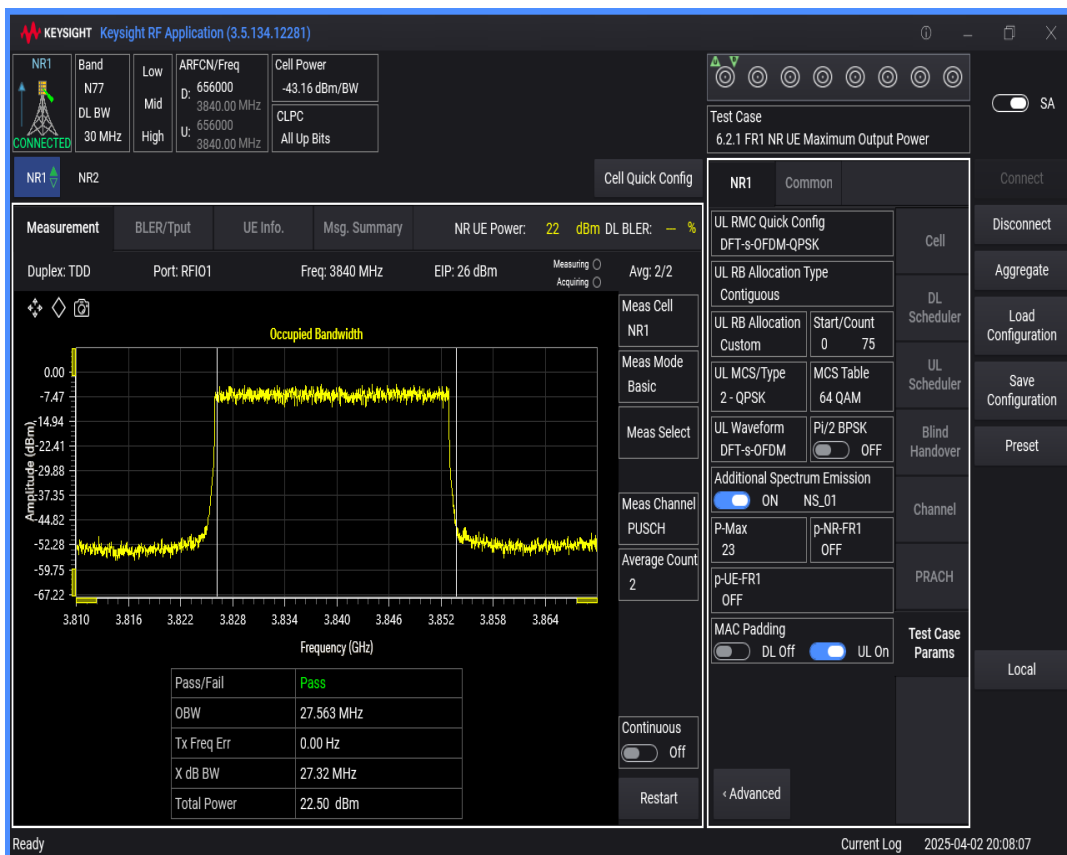 KEYSIGHT Keysight RF Application (3.5.134.12281)
NR1
CONNECTED
Band
N77
DL BW
30 MHz
Low
Mid
High
ARFCN/Freq
D: 656000
3840.00 MHz
U: 656000
3840.00 MHz
Cell Power
-43.16 dBm/BW
CLPC
All Up Bits
Test Case
6.2.1 FR1 NR UE Maximum Output Power
SA
NR1
NR2
Cell Quick Config
Measurement
BLER/Tput
UE Info.
Msg. Summary
NR UE Power: 22 dBm DL BLER: -- %
Duplex: TDD
Port: RFIO1
Freq: 3840 MHz
EIP: 26 dBm
Measuring
Acquiring
Avg: 2/2
Occupied Bandwidth
Amplitude (dBm)
0.00
-7.47
-14.94
-22.41
-29.88
-37.35
-44.82
-52.28
-59.75
-67.22
3.810 3.816 3.822 3.828 3.834 3.840 3.846 3.852 3.858 3.864
Frequency (GHz)
Pass/Fail Pass
OBW 27.563 MHz
Tx Freq Err 0.00 Hz
X dB BW 27.32 MHz
Total Power 22.50 dBm
Meas Cell
NR1
Meas Mode
Basic
Meas Select
Meas Channel
PUSCH
Average Count
2
Continuous
Off
Restart
NR1
Common
UL RMC Quick Config
DFT-s-OFDM-QPSK
UL RB Allocation Type
Contiguous
UL RB Allocation
Custom
Start/Count
0 75
UL MCS/Type
2 - QPSK
MCS Table
64 QAM
UL Waveform
DFT-s-OFDM
Pi/2 BPSK
OFF
Additional Spectrum Emission
ON NS_01
P-Max
23
p-NR-FR1
OFF
p-UE-FR1
OFF
MAC Padding
DL Off UL On
‹ Advanced
Cell
DL
Scheduler
UL
Scheduler
Blind
Handover
Channel
PRACH
Test Case
Params
Connect
Disconnect
Aggregate
Load
Configuration
Save
Configuration
Preset
Local
Ready
Current Log
2025-04-02 20:08:07